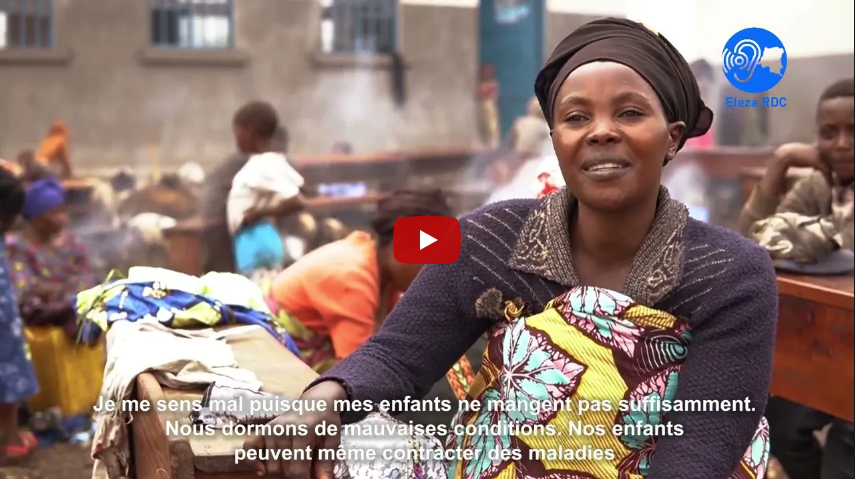 Eleza RDC
Je me sens mal puisque mes enfants ne mangent pas suffisamment.
Nous dormons de mauvaises conditions. Nos enfants
peuvent même contracter des maladies